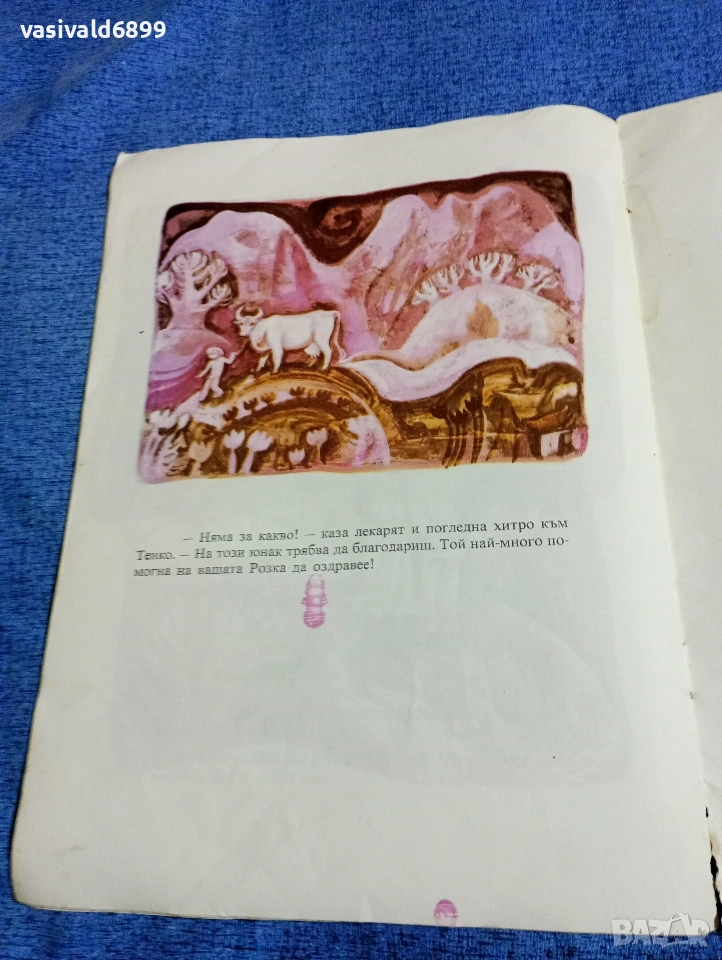 vasivald6899
– Няма за какво! – каза лекарят и погледна хитро към
Тенко. – На този юнак трябва да благодариш. Той най-много по-
могна на вашата Розка да оздравее!
BAZAR